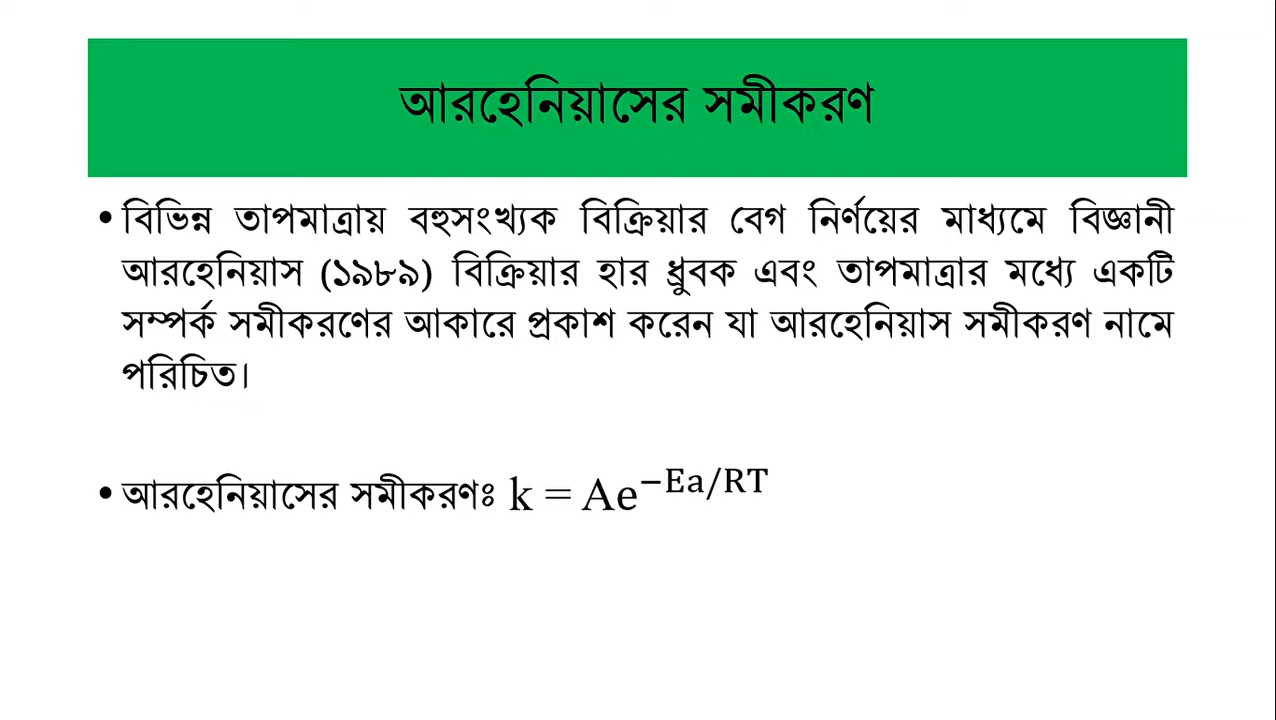 আরহেনিয়াসের সমীকরণ
• বিভিন্ন তাপমাত্রায় বহুসংখ্যক বিক্রিয়ার বেগ নির্ণয়ের মাধ্যমে বিজ্ঞানী
আরহেনিয়াস (১৯৮৯) বিক্রিয়ার হার ধ্রুবক এবং তাপমাত্রার মধ্যে একটি
সম্পর্ক সমীকরণের আকারে প্রকাশ করেন যা আরহেনিয়াস সমীকরণ নামে
পরিচিত।
• আরহেনিয়াসের সমীকরণঃ k = Ae^−Ea/RT